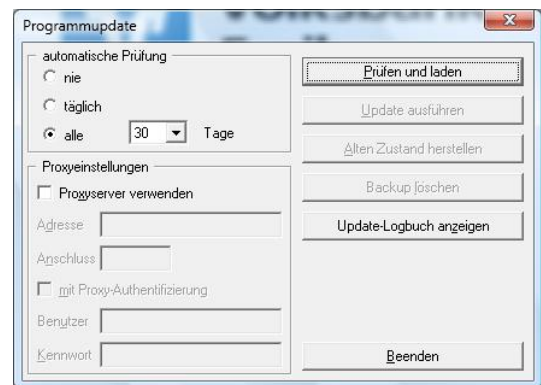 Programmupdate
automatische Prüfung
nie
täglich
alle 30 Tage
Proxyeinstellungen
Proxyserver verwenden
Adresse
Anschluss
mit Proxy-Authentifizierung
Benutzer
Kennwort
Prüfen und laden
Update ausführen
Alten Zustand herstellen
Backup löschen
Update-Logbuch anzeigen
Beenden